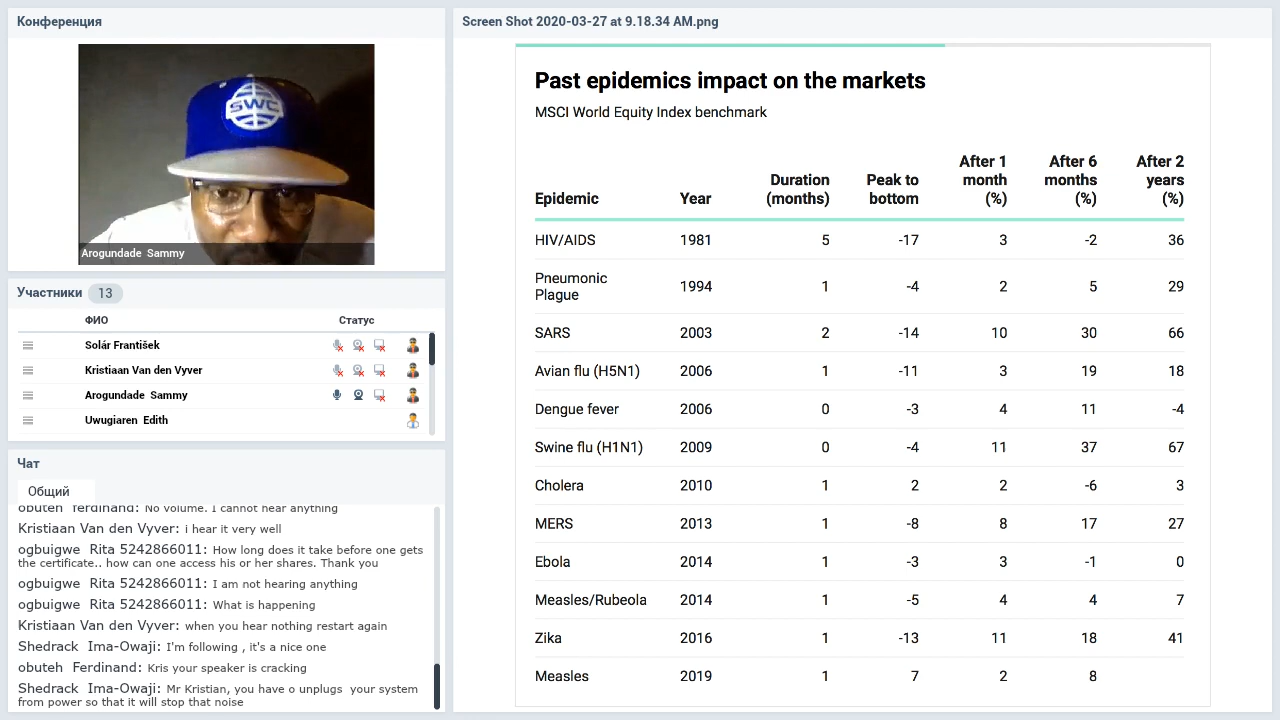 Конференция
SWC
Arogundade Sammy
Участники 13
ФИО Статус
Solár František
Kristiaan Van den Vyver
Arogundade Sammy
Uwugiaren Edith
Чат
Общий
obuteh ferdinand: No volume. I cannot hear anything
Kristiaan Van den Vyver: i hear it very well
ogbuigwe Rita 5242866011: How long does it take before one gets
the certificate.. how can one access his or her shares. Thank you
ogbuigwe Rita 5242866011: I am not hearing anything
ogbuigwe Rita 5242866011: What is happening
Kristiaan Van den Vyver: when you hear nothing restart again
Shedrack Ima-Owaji: I'm following , it's a nice one
obuteh Ferdinand: Kris your speaker is cracking
Shedrack Ima-Owaji: Mr Kristian, you have o unplugs your system
from power so that it will stop that noise
Screen Shot 2020-03-27 at 9.18.34 AM.png
Past epidemics impact on the markets
MSCI World Equity Index benchmark
Epidemic Year Duration (months) Peak to bottom After 1 month (%) After 6 months (%) After 2 years (%)
HIV/AIDS 1981 5 -17 3 -2 36
Pneumonic Plague 1994 1 -4 2 5 29
SARS 2003 2 -14 10 30 66
Avian flu (H5N1) 2006 1 -11 3 19 18
Dengue fever 2006 0 -3 4 11 -4
Swine flu (H1N1) 2009 0 -4 11 37 67
Cholera 2010 1 2 2 -6 3
MERS 2013 1 -8 8 17 27
Ebola 2014 1 -3 3 -1 0
Measles/Rubeola 2014 1 -5 4 4 7
Zika 2016 1 -13 11 18 41
Measles 2019 1 7 2 8